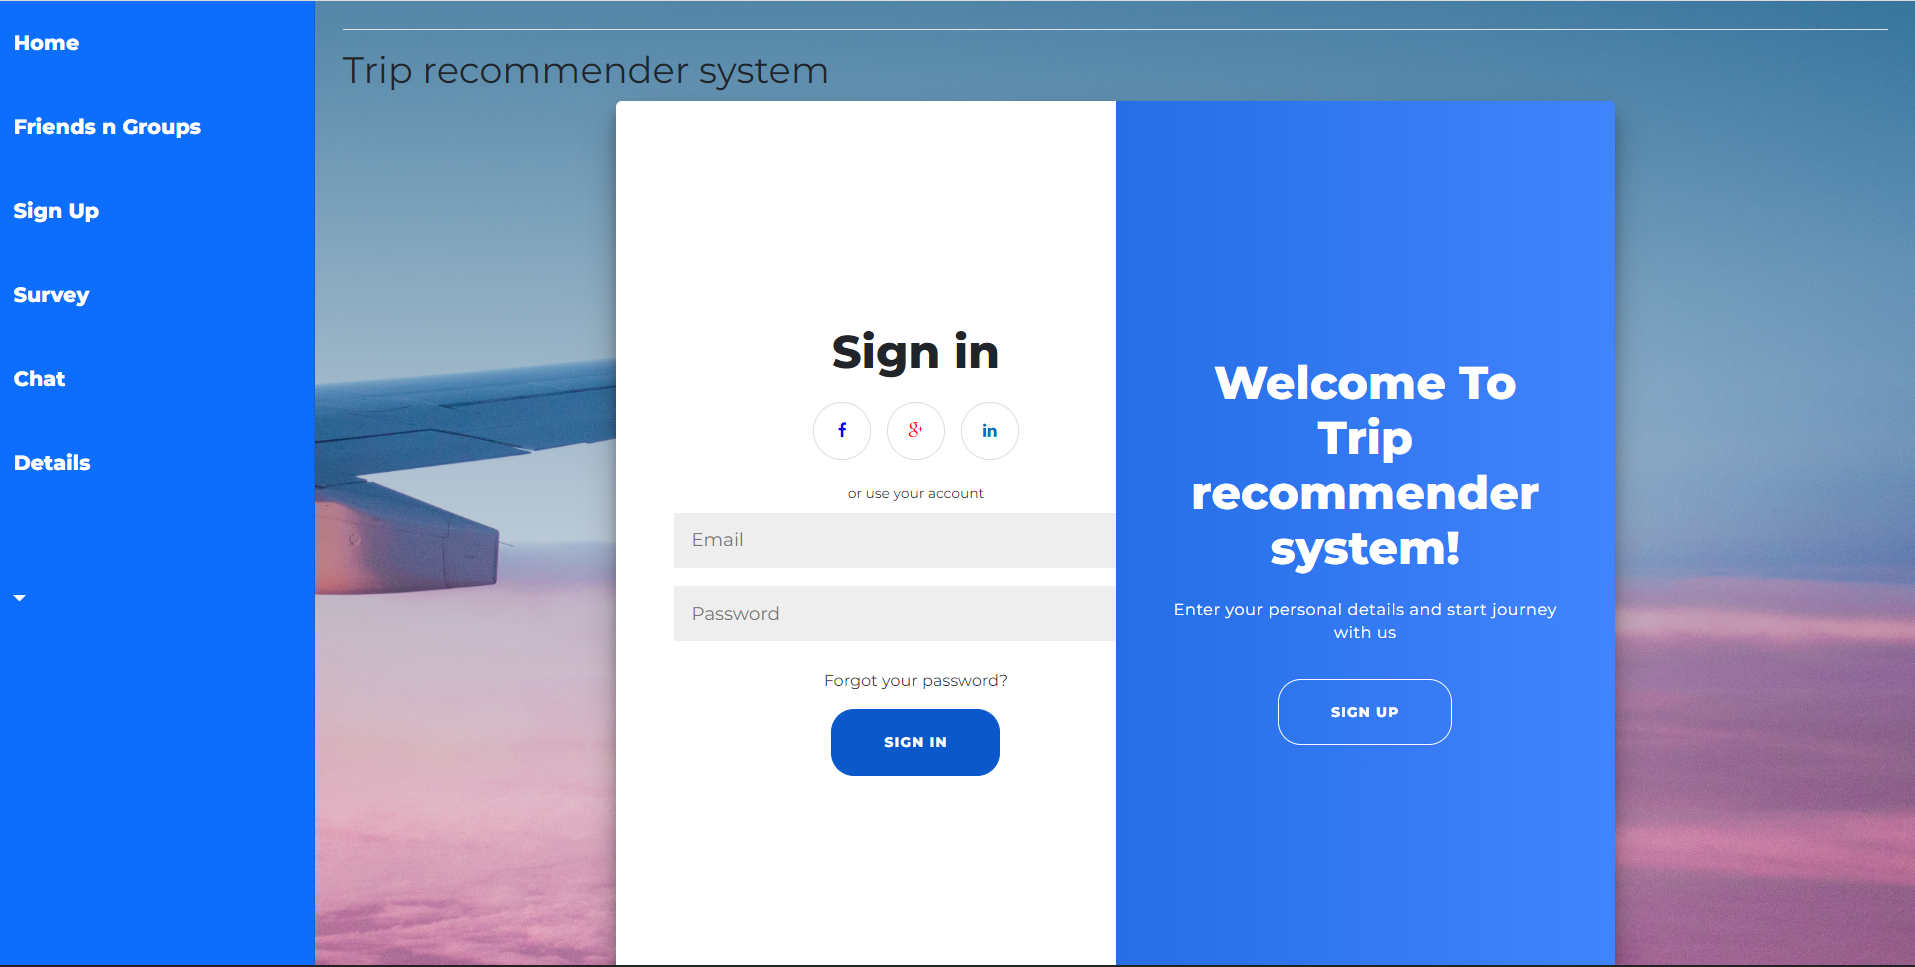 Home
Friends n Groups
Sign Up
Survey
Chat
Details
Trip recommender system
Sign in
f
g+
in
or use your account
Email
Password
Forgot your password?
SIGN IN
Welcome To
Trip
recommender
system!
Enter your personal details and start journey
with us
SIGN UP